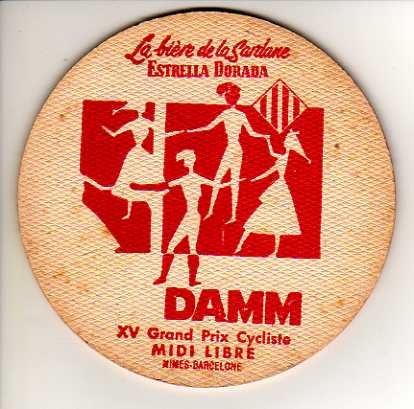 La bière de la Sardane
ESTRELLA DORADA
DAMM
XV Grand Prix Cycliste
MIDI LIBRE
NIMES-BARCELONE